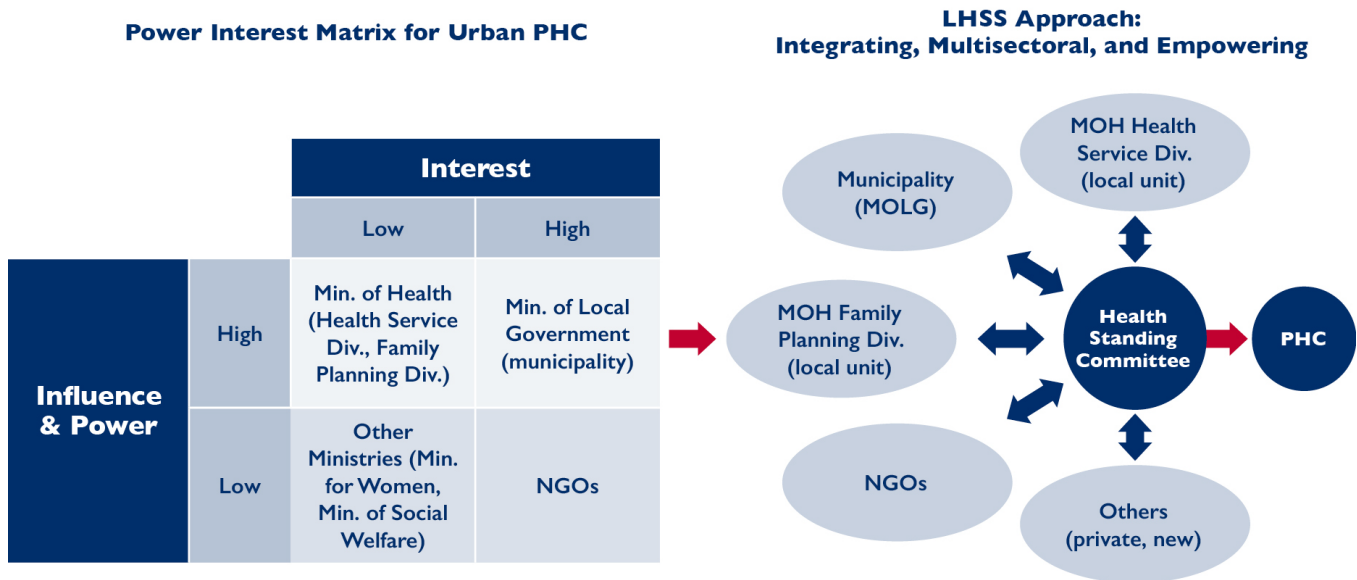 Power Interest Matrix for Urban PHC
Interest
Low
High
Influence
& Power
High
Min. of Health
(Health Service
Div., Family
Planning Div.)
Min. of Local
Government
(municipality)
Low
Other
Ministries (Min.
for Women,
Min. of Social
Welfare)
NGOs
LHSS Approach:
Integrating, Multisectoral, and Empowering
MOH Health
Service Div.
(local unit)
Municipality
(MOLG)
MOH Family
Planning Div.
(local unit)
NGOs
Others
(private, new)
Health
Standing
Committee
PHC